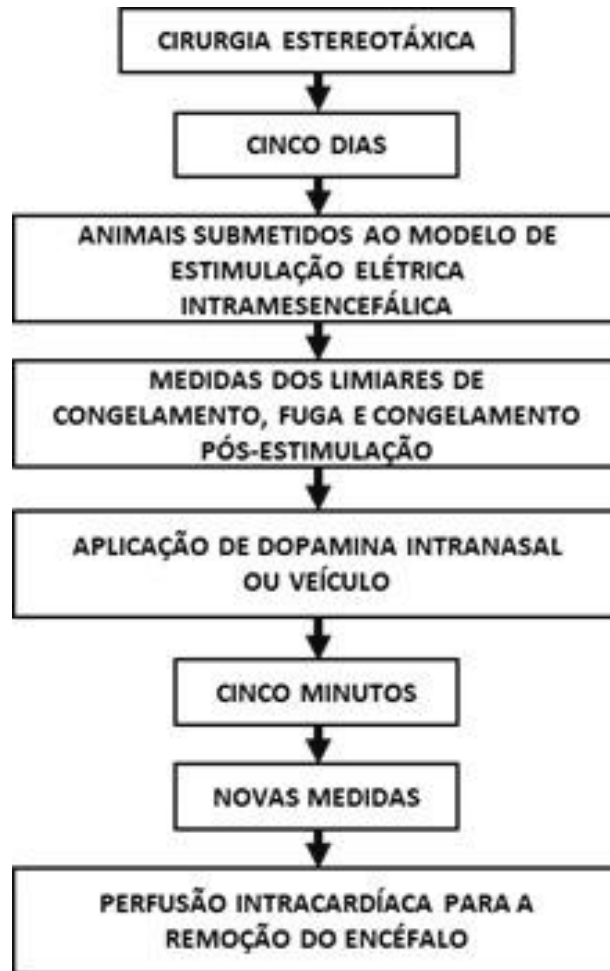 CIRURGIA ESTEREOTÁXICA
CINCO DIAS
ANIMAIS SUBMETIDOS AO MODELO DE
ESTIMULAÇÃO ELÉTRICA
INTRAMESENCEFÁLICA
MEDIDAS DOS LIMIARES DE
CONGELAMENTO, FUGA E CONGELAMENTO
PÓS-ESTIMULAÇÃO
APLICAÇÃO DE DOPAMINA INTRANASAL
OU VEÍCULO
CINCO MINUTOS
NOVAS MEDIDAS
PERFUSÃO INTRACARDÍACA PARA A
REMOÇÃO DO ENCÉFALO